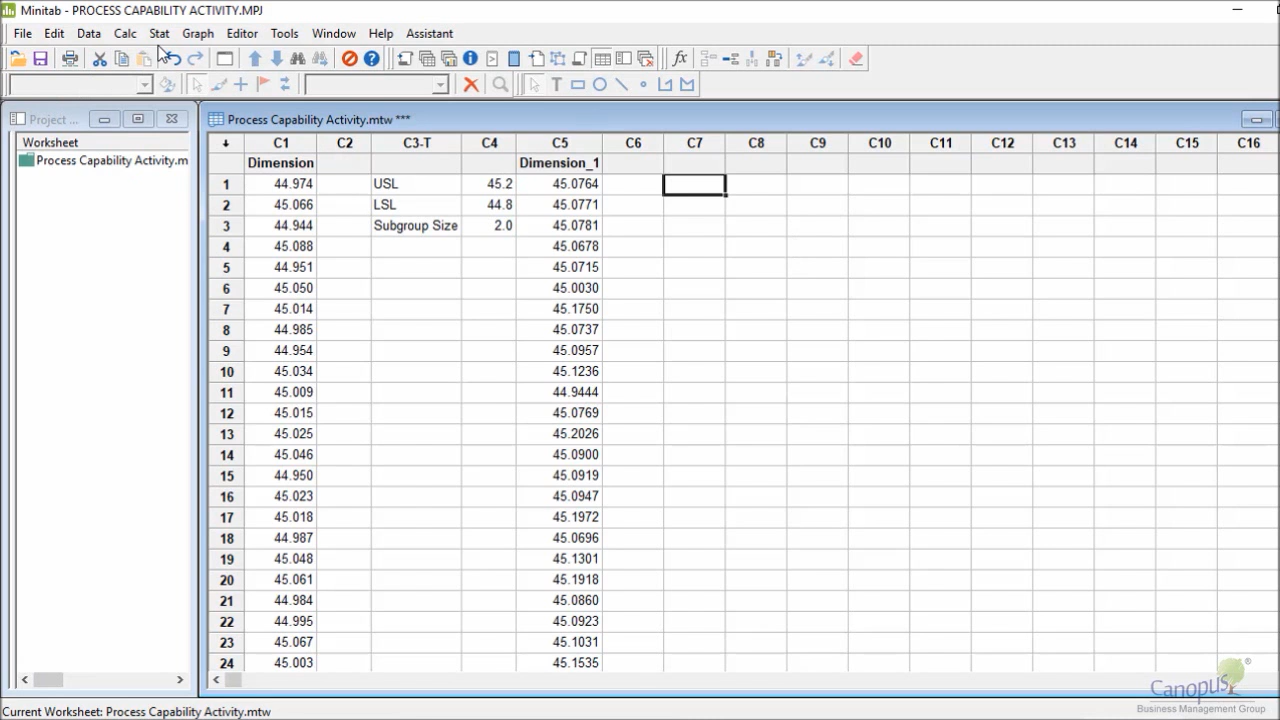 Minitab - PROCESS CAPABILITY ACTIVITY.MPJ
File Edit Data Calc Stat Graph Editor Tools Window Help Assistant
Project ...
Process Capability Activity.mtw ***
Worksheet
Process Capability Activity.m
C1 C2 C3-T C4 C5 C6 C7 C8 C9 C10 C11 C12 C13 C14 C15 C16
Dimension Dimension_1
1 44.974 USL 45.2 45.0764
2 45.066 LSL 44.8 45.0771
3 44.944 Subgroup Size 2.0 45.0781
4 45.088 45.0678
5 44.951 45.0715
6 45.050 45.0030
7 45.014 45.1750
8 44.985 45.0737
9 44.954 45.0957
10 45.034 45.1236
11 45.009 44.9444
12 45.015 45.0769
13 45.025 45.2026
14 45.046 45.0900
15 44.950 45.0919
16 45.023 45.0947
17 45.018 45.1972
18 44.987 45.0696
19 45.048 45.1301
20 45.061 45.1918
21 44.984 45.0860
22 44.995 45.0923
23 45.067 45.1031
24 45.003 45.1535
Canopus®
Business Management Group
Current Worksheet: Process Capability Activity.mtw